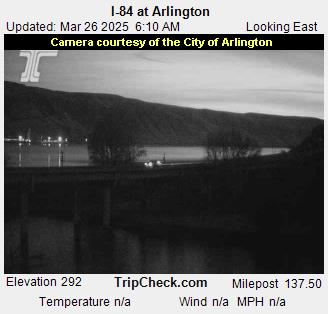 I-84 at Arlington
Updated: Mar 26 2025 6:10 AM Looking East
Camera courtesy of the City of Arlington
Elevation 292 TripCheck.com Milepost 137.50
Temperature n/a Wind n/a MPH n/a